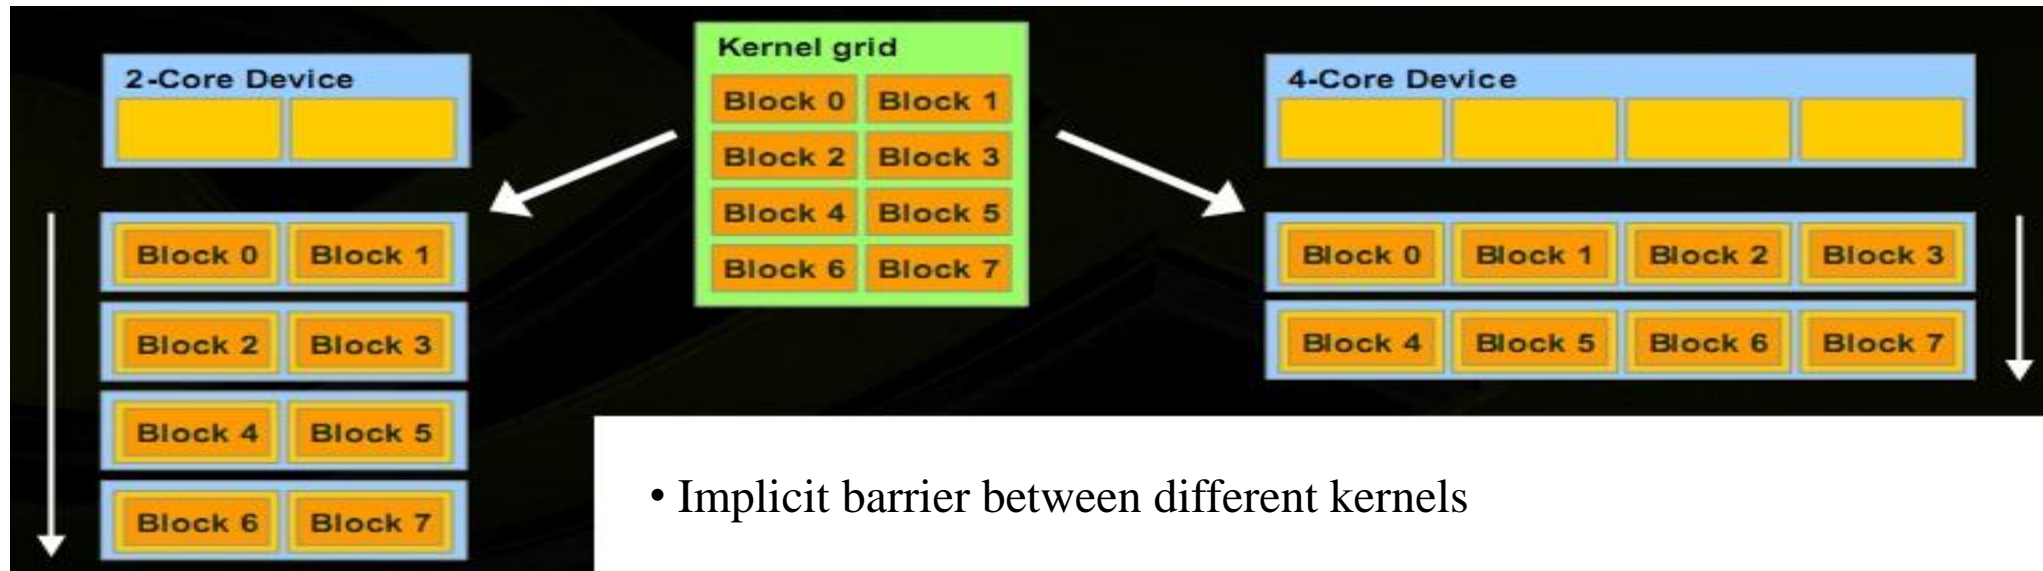 2-Core Device
Block 0 Block 1
Block 2 Block 3
Block 4 Block 5
Block 6 Block 7
Kernel grid
Block 0 Block 1
Block 2 Block 3
Block 4 Block 5
Block 6 Block 7
4-Core Device
Block 0 Block 1 Block 2 Block 3
Block 4 Block 5 Block 6 Block 7
• Implicit barrier between different kernels